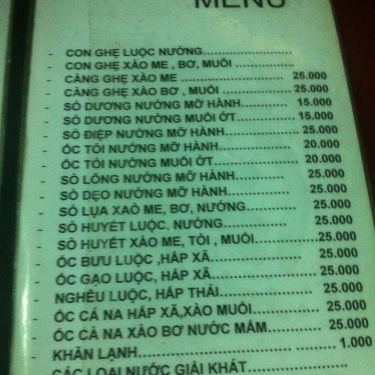 MENU
- CON GHẸ LUỘC NƯỚNG......................
- CON GHẸ XÀO ME , BƠ, MUỐI ...............
- CÀNG GHẸ XÀO ME ......................... 25.000
- CÀNG GHẸ XÀO BƠ , MUỐI ................. 25.000
- SÒ DƯƠNG NƯỚNG MỠ HÀNH.............. 15.000
- SÒ DƯƠNG NƯỚNG MUỐI ỚT.............. 15.000
- SÒ ĐIỆP NƯỚNG MỠ HÀNH..................25.000
- ỐC TỎI NƯỚNG MỠ HÀNH................. 20.000
- ỐC TỎI NƯỚNG MUỐI ỚT.................... 20.000
- SÒ LÔNG NƯỚNG MỠ HÀNH............ 25.000
- SÒ DẸO NƯỚNG MỠ HÀNH............... 25.000
- SÒ LỤA XAÒ ME, BƠ, NƯỚNG............ 25.000
- SÒ HUYẾT LUỘC. NƯỚNG................ 25.000
- SÒ HUYẾT XÀO ME, TỎI , MUỐI...............25.000
- ỐC BƯU LUỘC ,HẤP XÃ..................... 25.000
- ỐC GẠO LUỘC, HẤP XÃ...................... 25.000
- NGHÊU LUỘC, HẤP THÁI..................... 25.000
- ỐC CÁ NA HẤP XÃ,XÀO MUỐI............... 25.000
- ỐC CÀ NA XÀO BƠ NƯỚC MẮM............ 25.000
- KHĂN LẠNH.......................... ......... 1.000
CÁC LOẠI NƯỚC GIẢI KHÁT....................